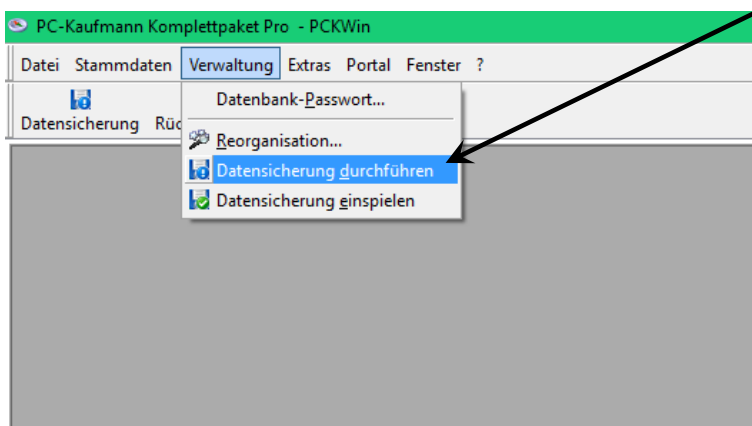 PC-Kaufmann Komplettpaket Pro - PCKWin
Datei Stammdaten Verwaltung Extras Portal Fenster ?
Datensicherung
Datenbank-Passwort...
Reorganisation...
Datensicherung durchführen
Datensicherung einspielen